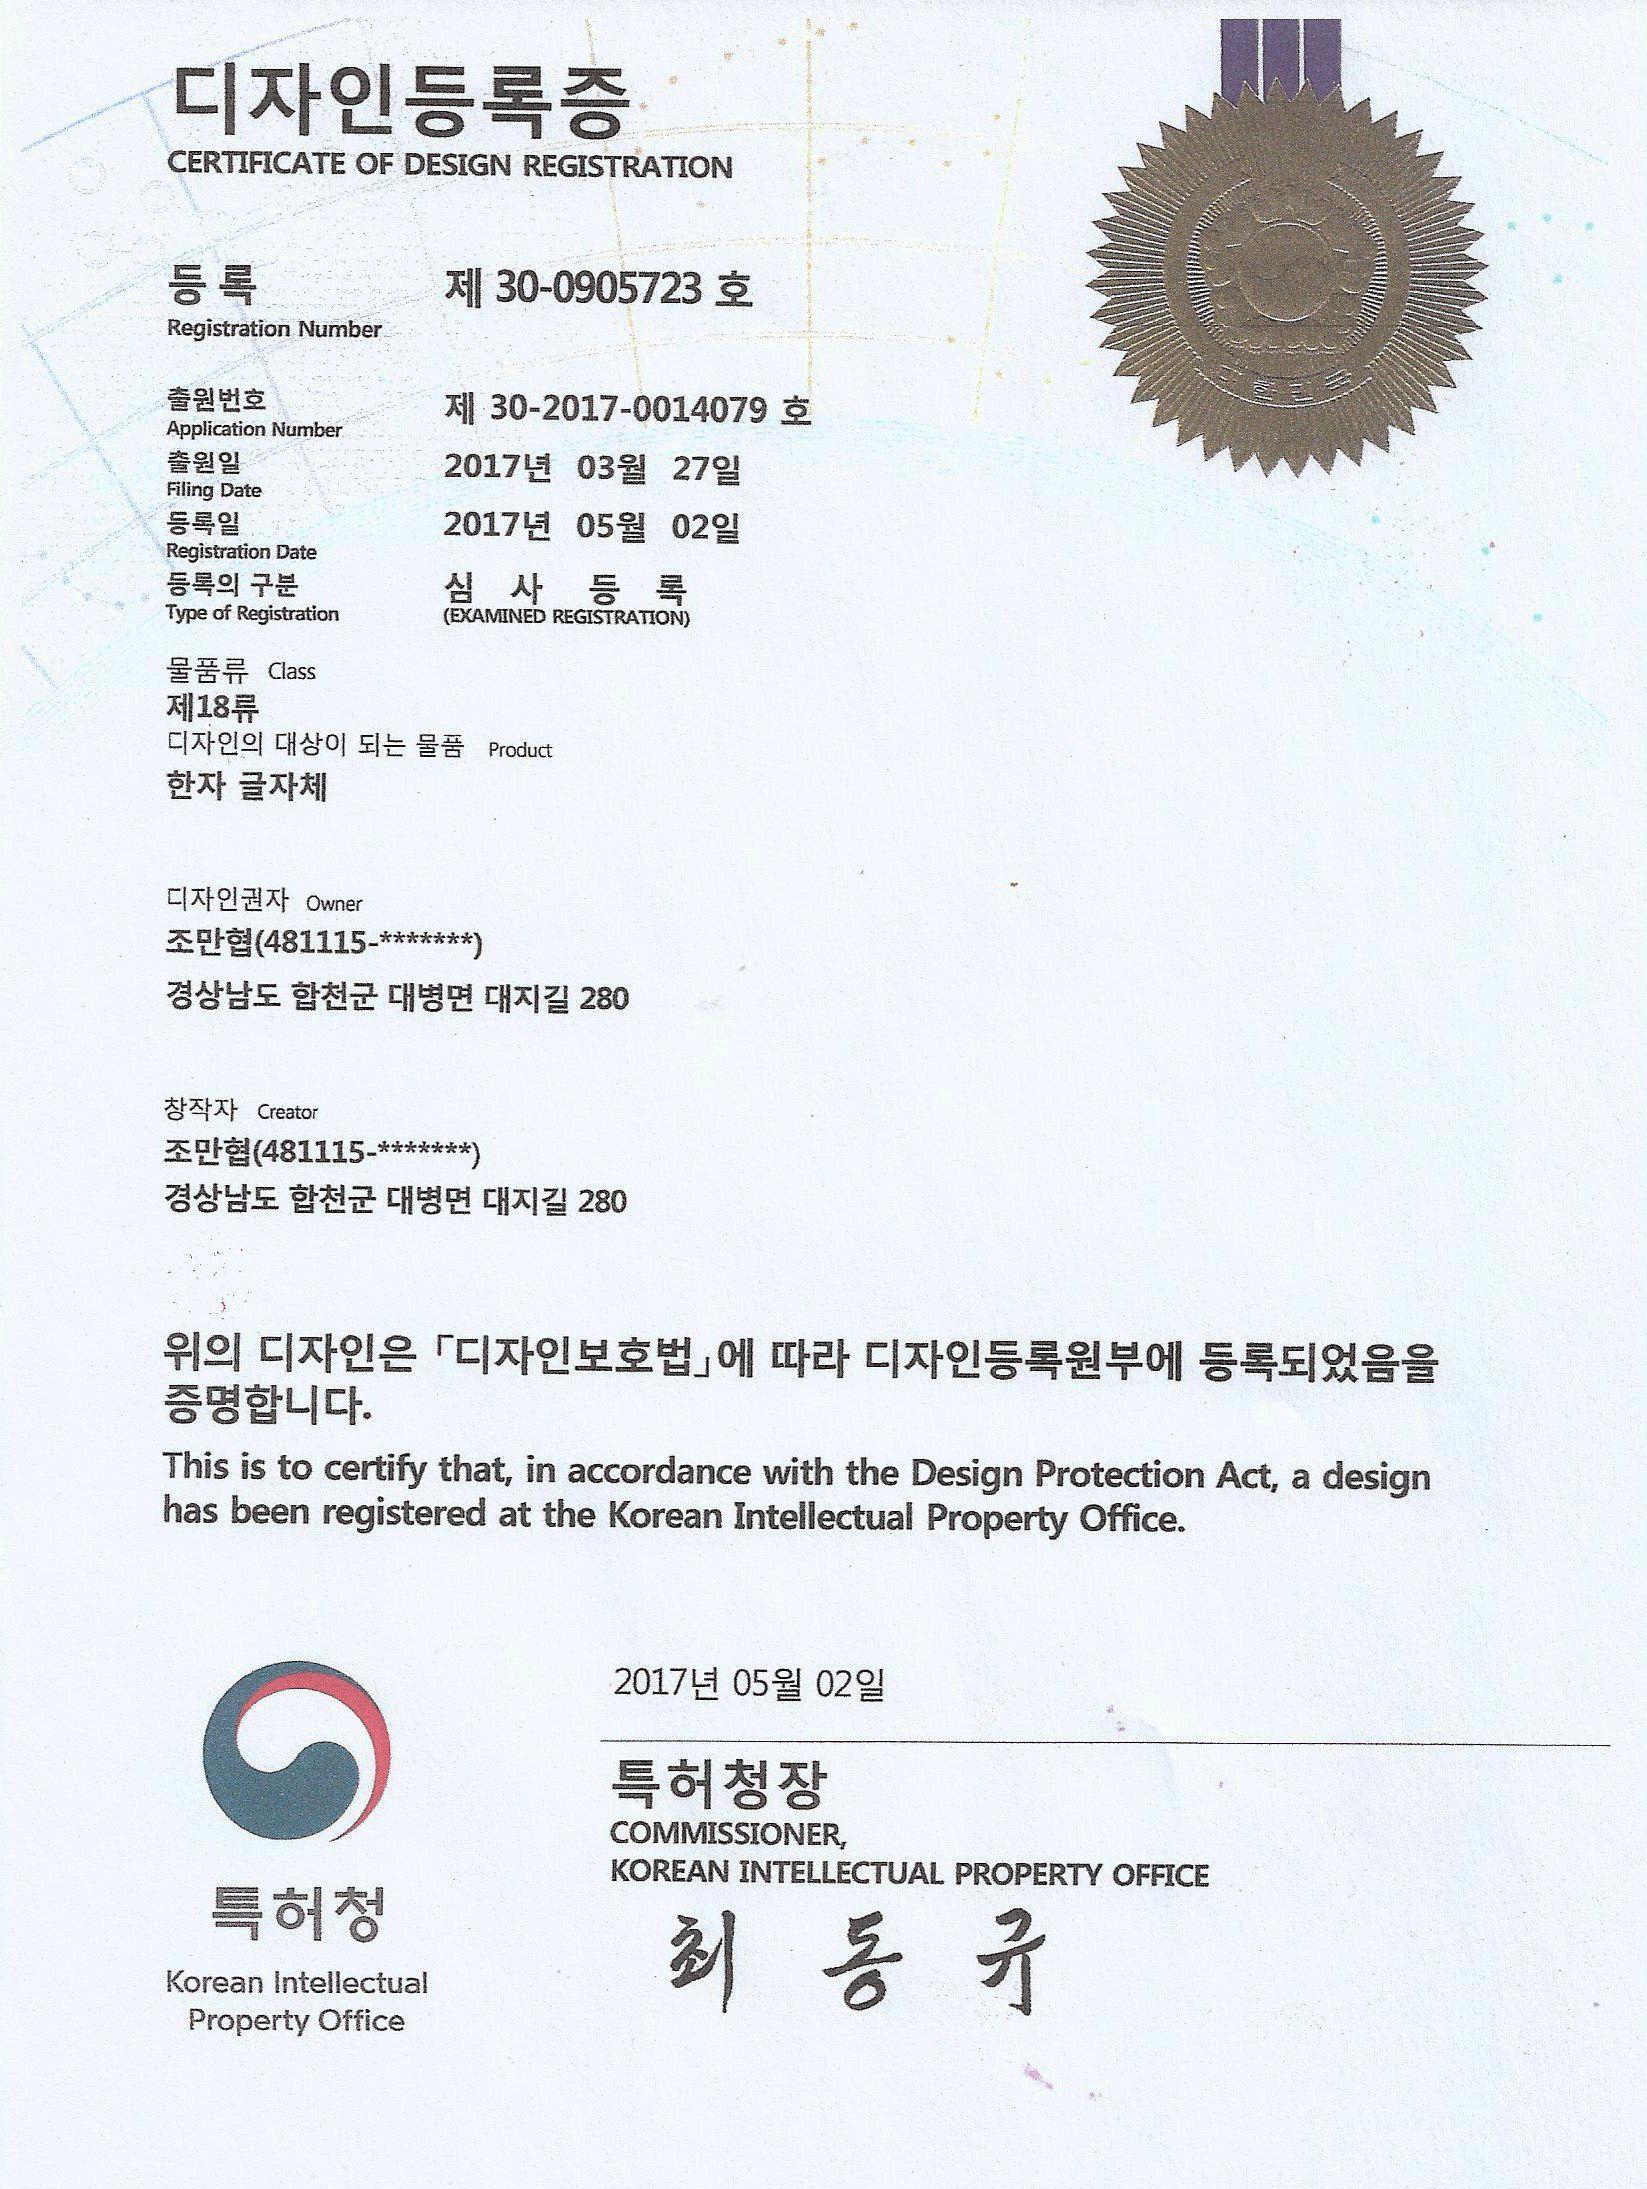 디자인등록증
CERTIFICATE OF DESIGN REGISTRATION
등 록 제 30-0905723 호
Registration Number
출원번호 제 30-2017-0014079 호
Application Number
출원일 2017년 03월 27일
Filing Date
등록일 2017년 05월 02일
Registration Date
등록의 구분 심 사 등 록
Type of Registration (EXAMINED REGISTRATION)
물품류 Class
제18류
디자인의 대상이 되는 물품 Product
한자 글자체
디자인권자 Owner
조만협(481115-*******)
경상남도 합천군 대병면 대지길 280
창작자 Creator
조만협(481115-*******)
경상남도 합천군 대병면 대지길 280
위의 디자인은 「디자인보호법」에 따라 디자인등록원부에 등록되었음을
증명합니다.
This is to certify that, in accordance with the Design Protection Act, a design
has been registered at the Korean Intellectual Property Office.
2017년 05월 02일
특허청장
COMMISSIONER,
KOREAN INTELLECTUAL PROPERTY OFFICE
최 동 규
특허청
Korean Intellectual
Property Office